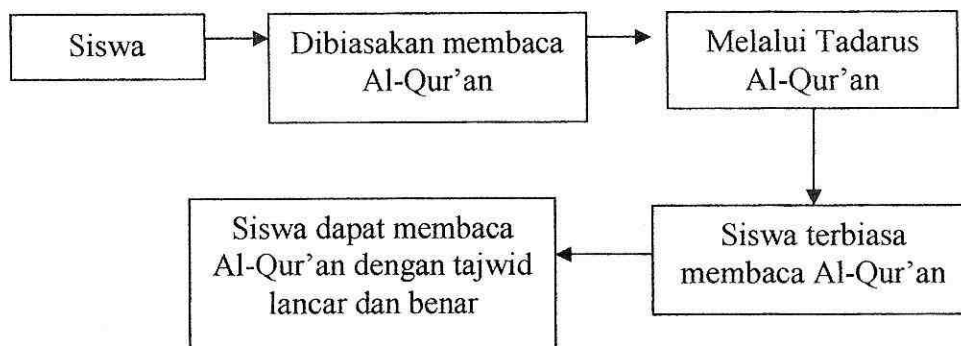 Siswa
Dibiasakan membaca
Al-Qur'an
Melalui Tadarus
Al-Qur'an
Siswa terbiasa
membaca Al-Qur'an
Siswa dapat membaca
Al-Qur'an dengan tajwid
lancar dan benar